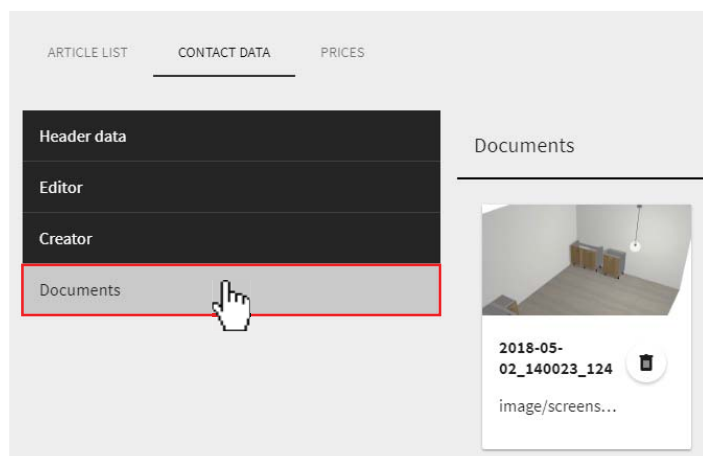 ARTICLE LIST CONTACT DATA PRICES
Header data
Editor
Creator
Documents
Documents
2018-05-
02_140023_124
image/screens...